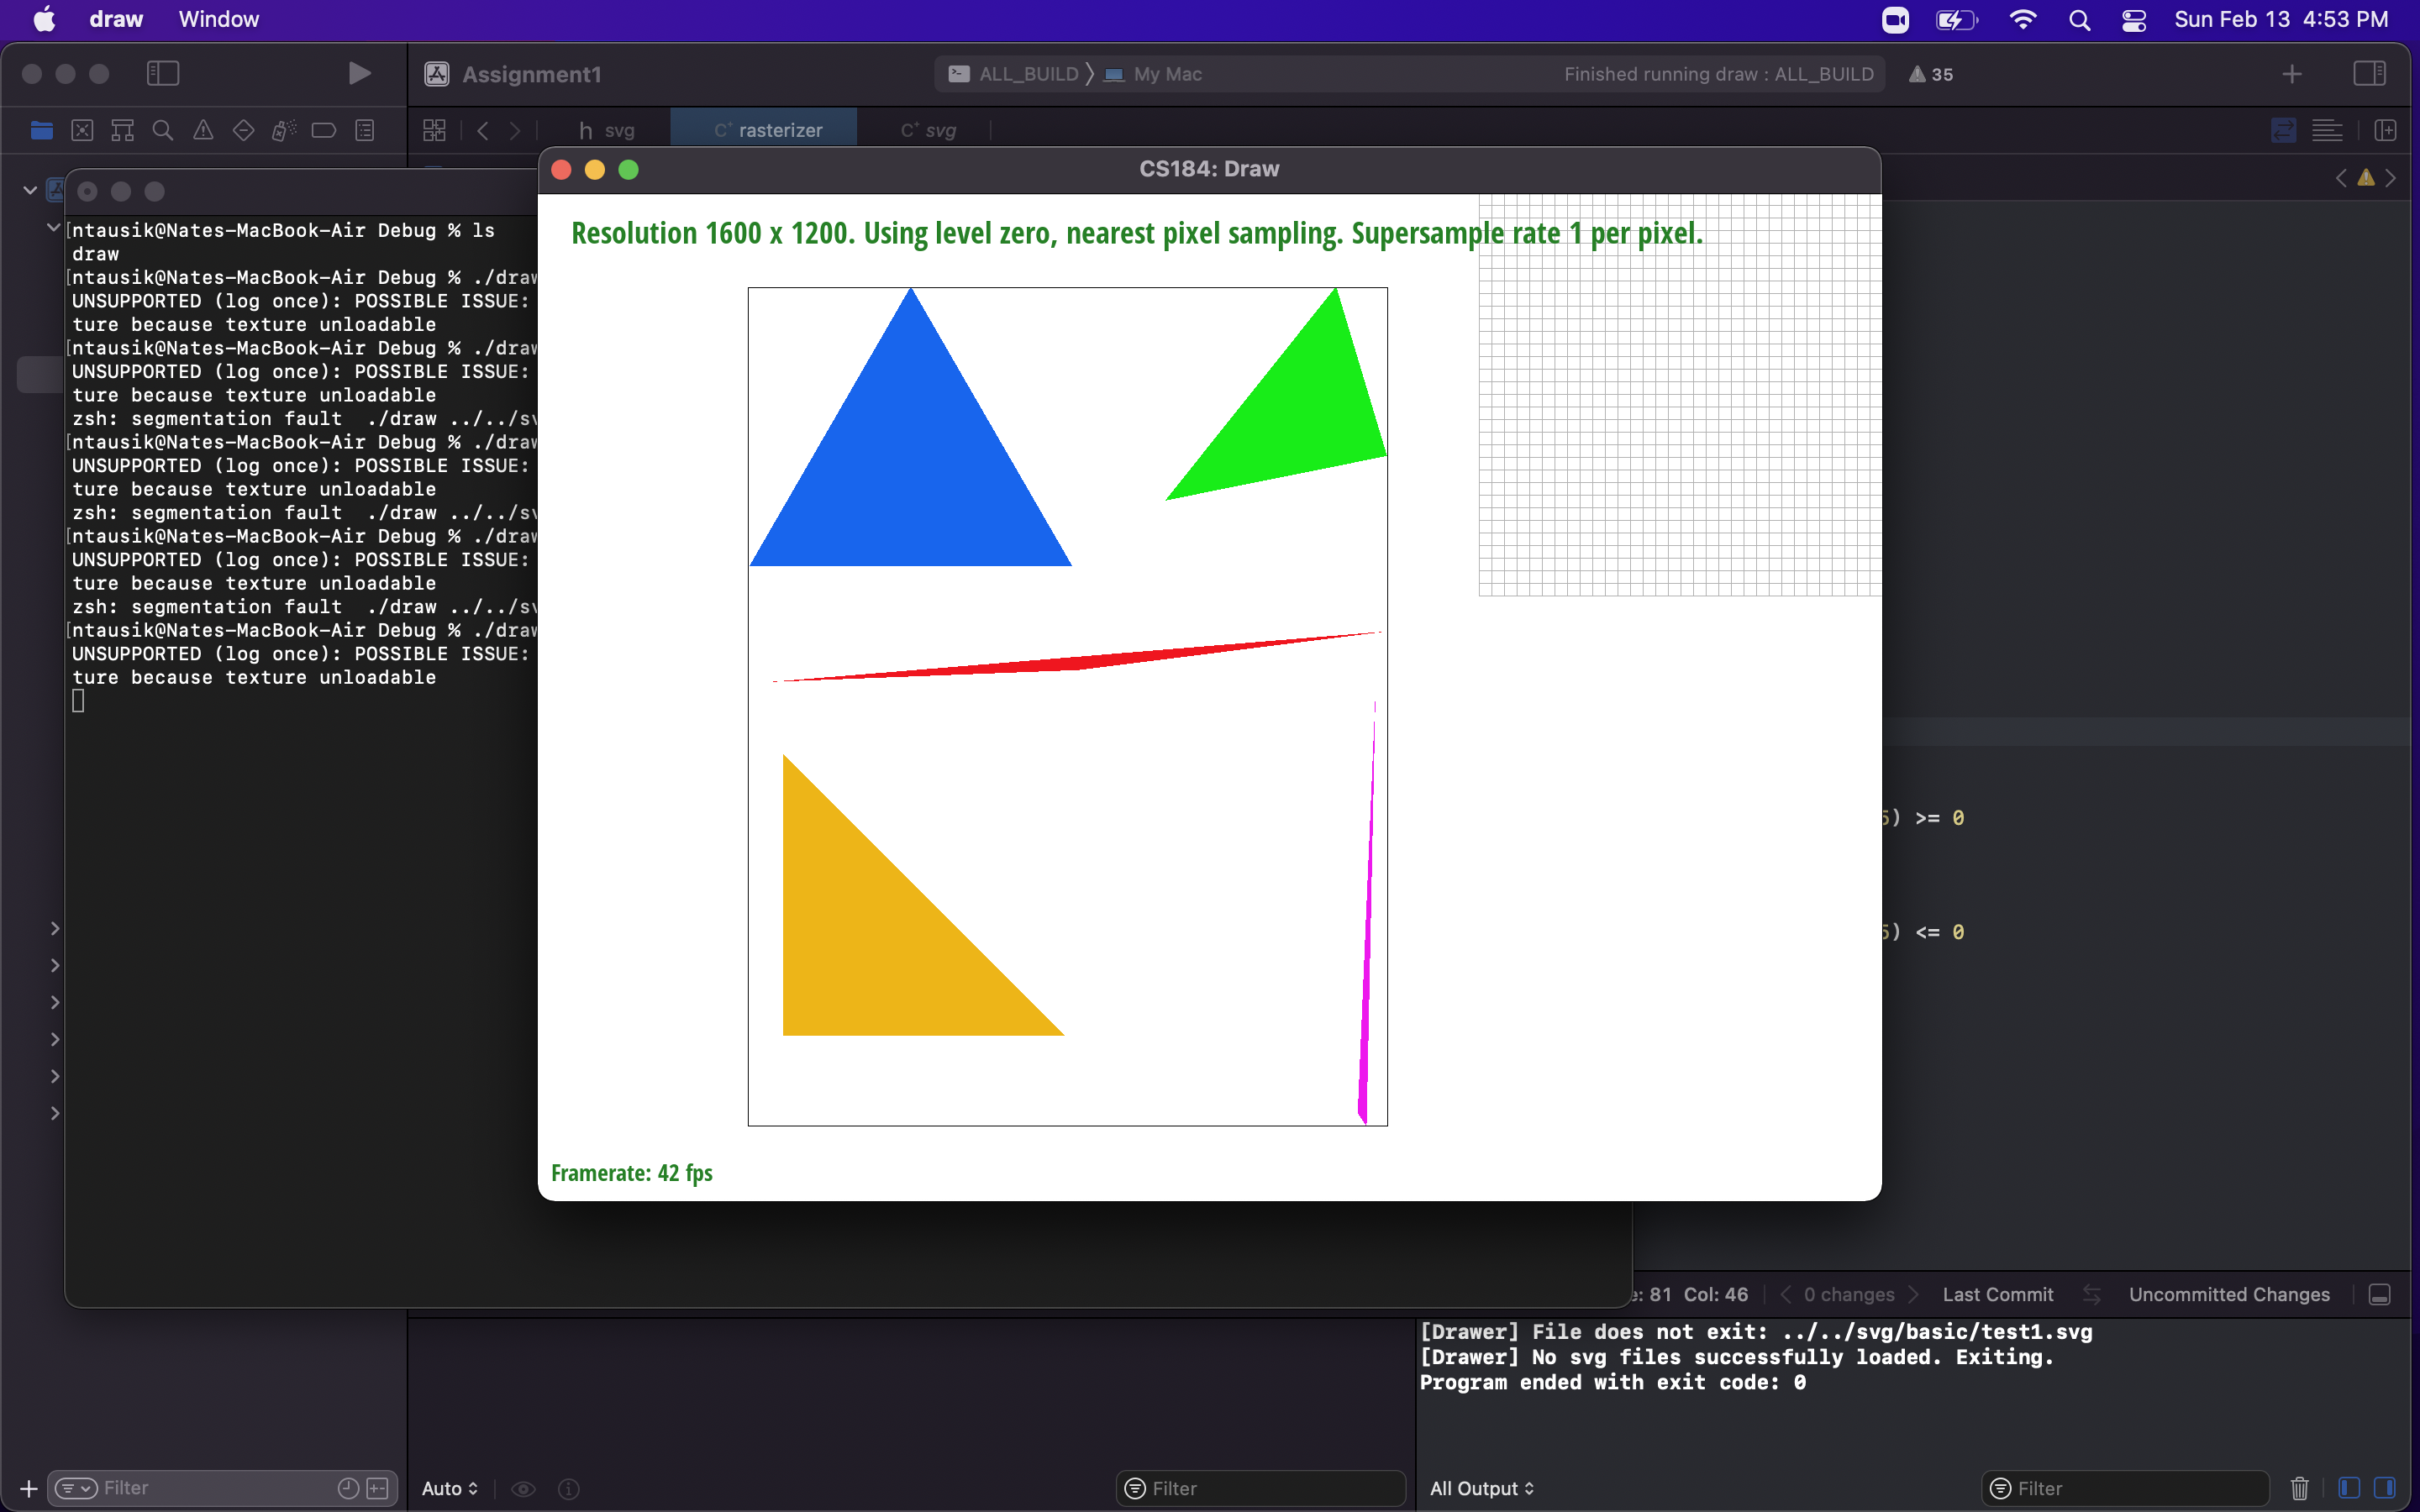 draw Window Sun Feb 13 4:53 PM
Assignment1 ALL_BUILD My Mac Finished running draw : ALL_BUILD 35
h svg C+ rasterizer C+ svg
CS184: Draw
Resolution 1600 x 1200. Using level zero, nearest pixel sampling. Supersample rate 1 per pixel.
[ntausik@Nates-MacBook-Air Debug % ls
draw
[ntausik@Nates-MacBook-Air Debug % ./draw
UNSUPPORTED (log once): POSSIBLE ISSUE:
ture because texture unloadable
[ntausik@Nates-MacBook-Air Debug % ./draw
UNSUPPORTED (log once): POSSIBLE ISSUE:
ture because texture unloadable
zsh: segmentation fault ./draw ../../sv
[ntausik@Nates-MacBook-Air Debug % ./draw
UNSUPPORTED (log once): POSSIBLE ISSUE:
ture because texture unloadable
zsh: segmentation fault ./draw ../../sv
[ntausik@Nates-MacBook-Air Debug % ./draw
UNSUPPORTED (log once): POSSIBLE ISSUE:
ture because texture unloadable
zsh: segmentation fault ./draw ../../sv
[ntausik@Nates-MacBook-Air Debug % ./draw
UNSUPPORTED (log once): POSSIBLE ISSUE:
ture because texture unloadable
5) >= 0
5) <= 0
Framerate: 42 fps
e: 81 Col: 46 0 changes Last Commit Uncommitted Changes
[Drawer] File does not exit: ../../svg/basic/test1.svg
[Drawer] No svg files successfully loaded. Exiting.
Program ended with exit code: 0
Filter Auto Filter All Output Filter